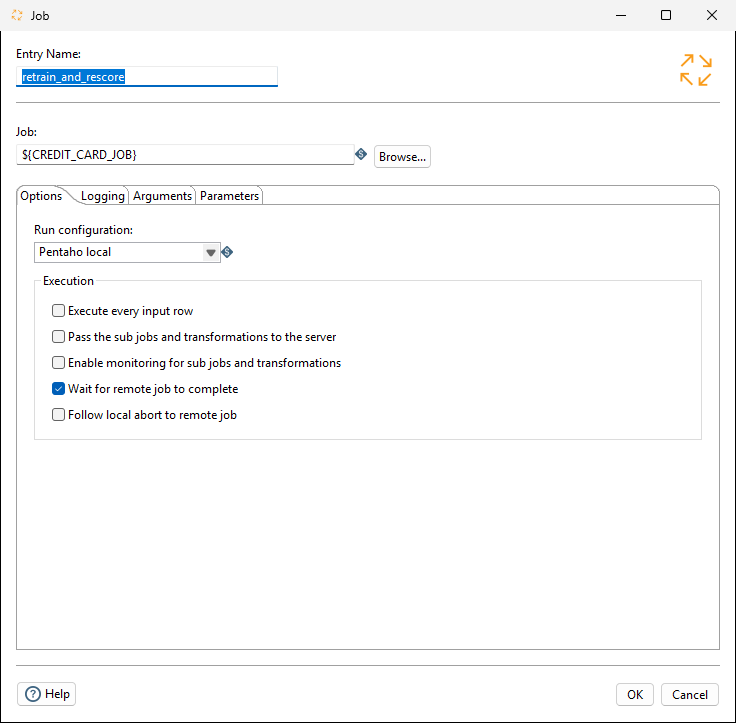 Job
Entry Name:
retrain_and_rescore
Job:
${CREDIT_CARD_JOB}
Browse...
Options Logging Arguments Parameters
Run configuration:
Pentaho local
Execution
Execute every input row
Pass the sub jobs and transformations to the server
Enable monitoring for sub jobs and transformations
Wait for remote job to complete
Follow local abort to remote job
Help OK Cancel